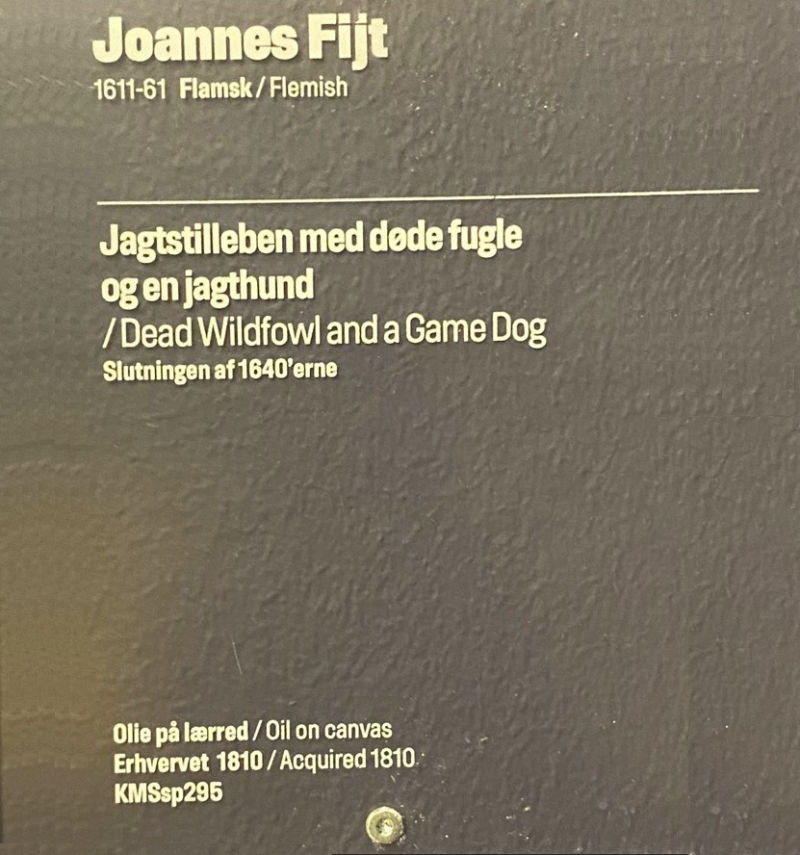 Joannes Fijt
1611-61 Flamsk / Flemish
Jagtstilleben med døde fugle
og en jagthund
/ Dead Wildfowl and a Game Dog
Slutningen af 1640'erne
Olie på lærred / Oil on canvas
Erhvervet 1810 / Acquired 1810
KMSsp295